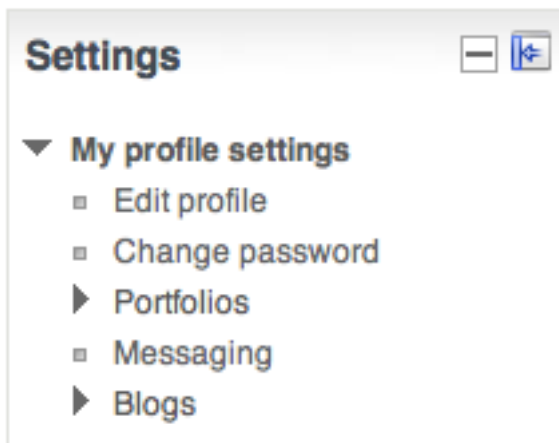 Settings
My profile settings
Edit profile
Change password
Portfolios
Messaging
Blogs